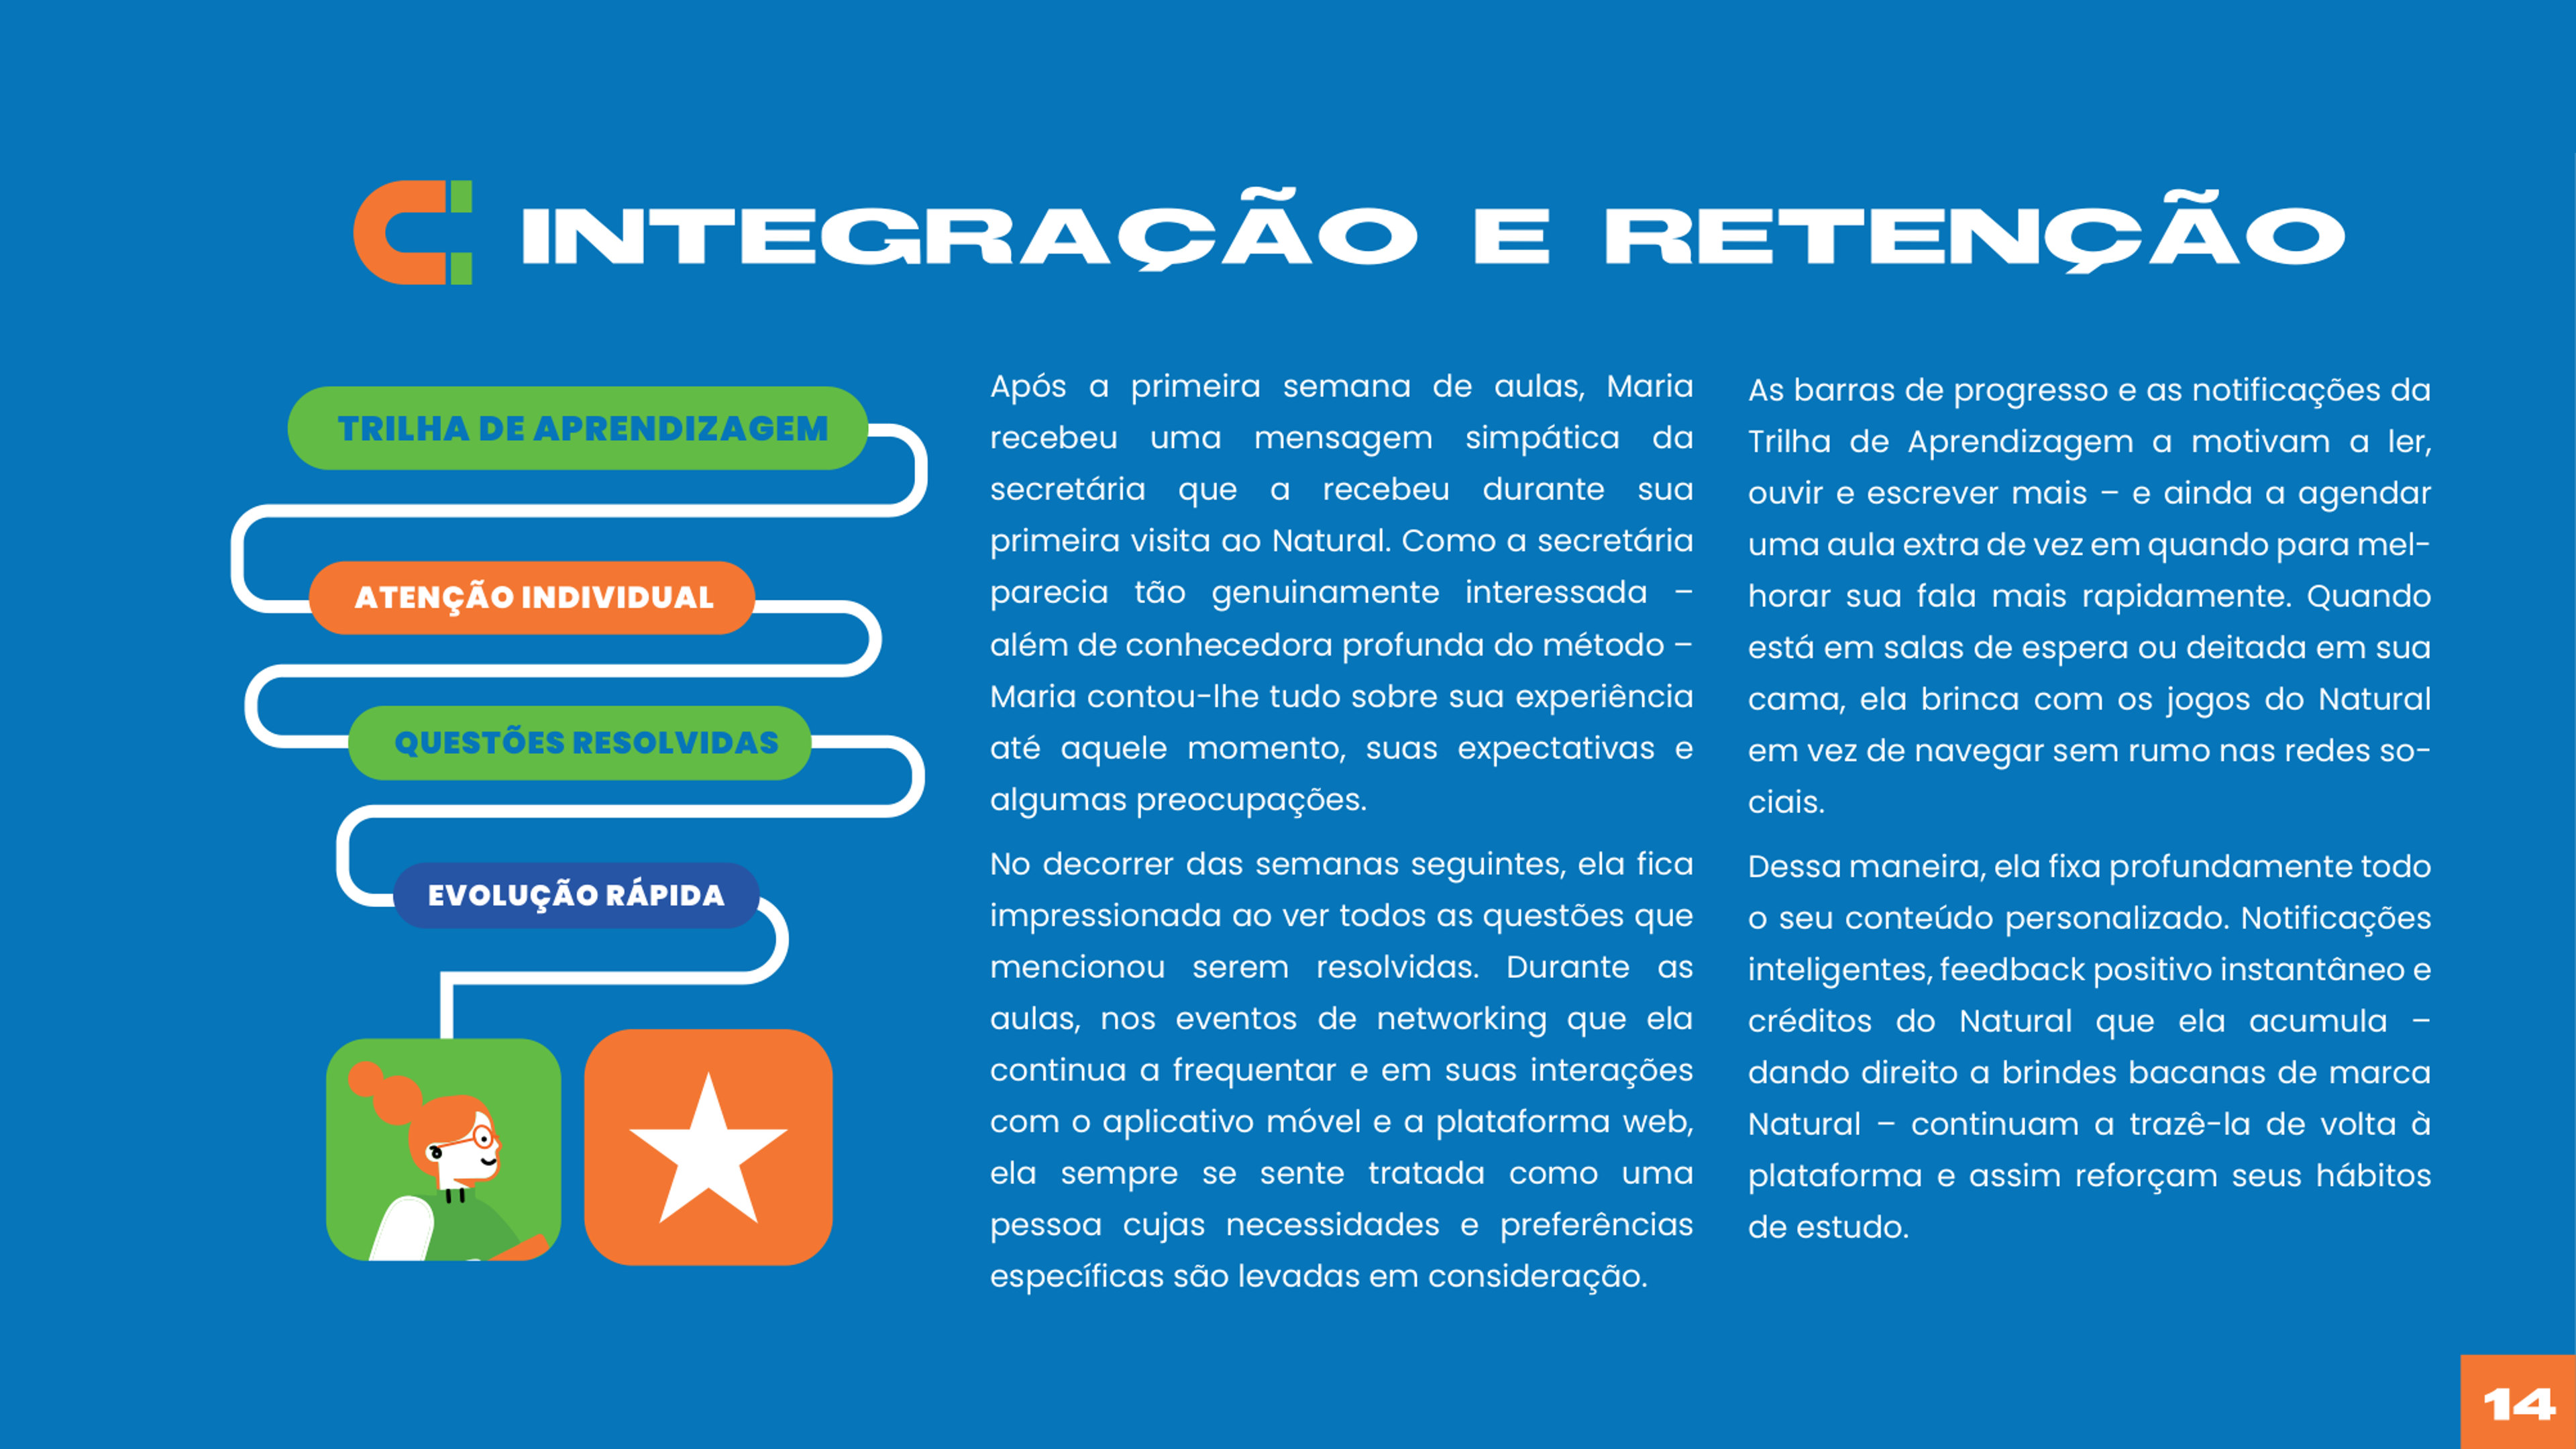 INTEGRAÇÃO E RETENÇÃO
TRILHA DE APRENDIZAGEM
ATENÇÃO INDIVIDUAL
QUESTÕES RESOLVIDAS
EVOLUÇÃO RÁPIDA
Após a primeira semana de aulas, Maria
recebeu uma mensagem simpática da
secretária que a recebeu durante sua
primeira visita ao Natural. Como a secretária
parecia tão genuinamente interessada –
além de conhecedora profunda do método –
Maria contou-lhe tudo sobre sua experiência
até aquele momento, suas expectativas e
algumas preocupações.
No decorrer das semanas seguintes, ela fica
impressionada ao ver todos as questões que
mencionou serem resolvidas. Durante as
aulas, nos eventos de networking que ela
continua a frequentar e em suas interações
com o aplicativo móvel e a plataforma web,
ela sempre se sente tratada como uma
pessoa cujas necessidades e preferências
específicas são levadas em consideração.
As barras de progresso e as notificações da
Trilha de Aprendizagem a motivam a ler,
ouvir e escrever mais – e ainda a agendar
uma aula extra de vez em quando para mel-
horar sua fala mais rapidamente. Quando
está em salas de espera ou deitada em sua
cama, ela brinca com os jogos do Natural
em vez de navegar sem rumo nas redes so-
ciais.
Dessa maneira, ela fixa profundamente todo
o seu conteúdo personalizado. Notificações
inteligentes, feedback positivo instantâneo e
créditos do Natural que ela acumula –
dando direito a brindes bacanas de marca
Natural – continuam a trazê-la de volta à
plataforma e assim reforçam seus hábitos
de estudo.
14